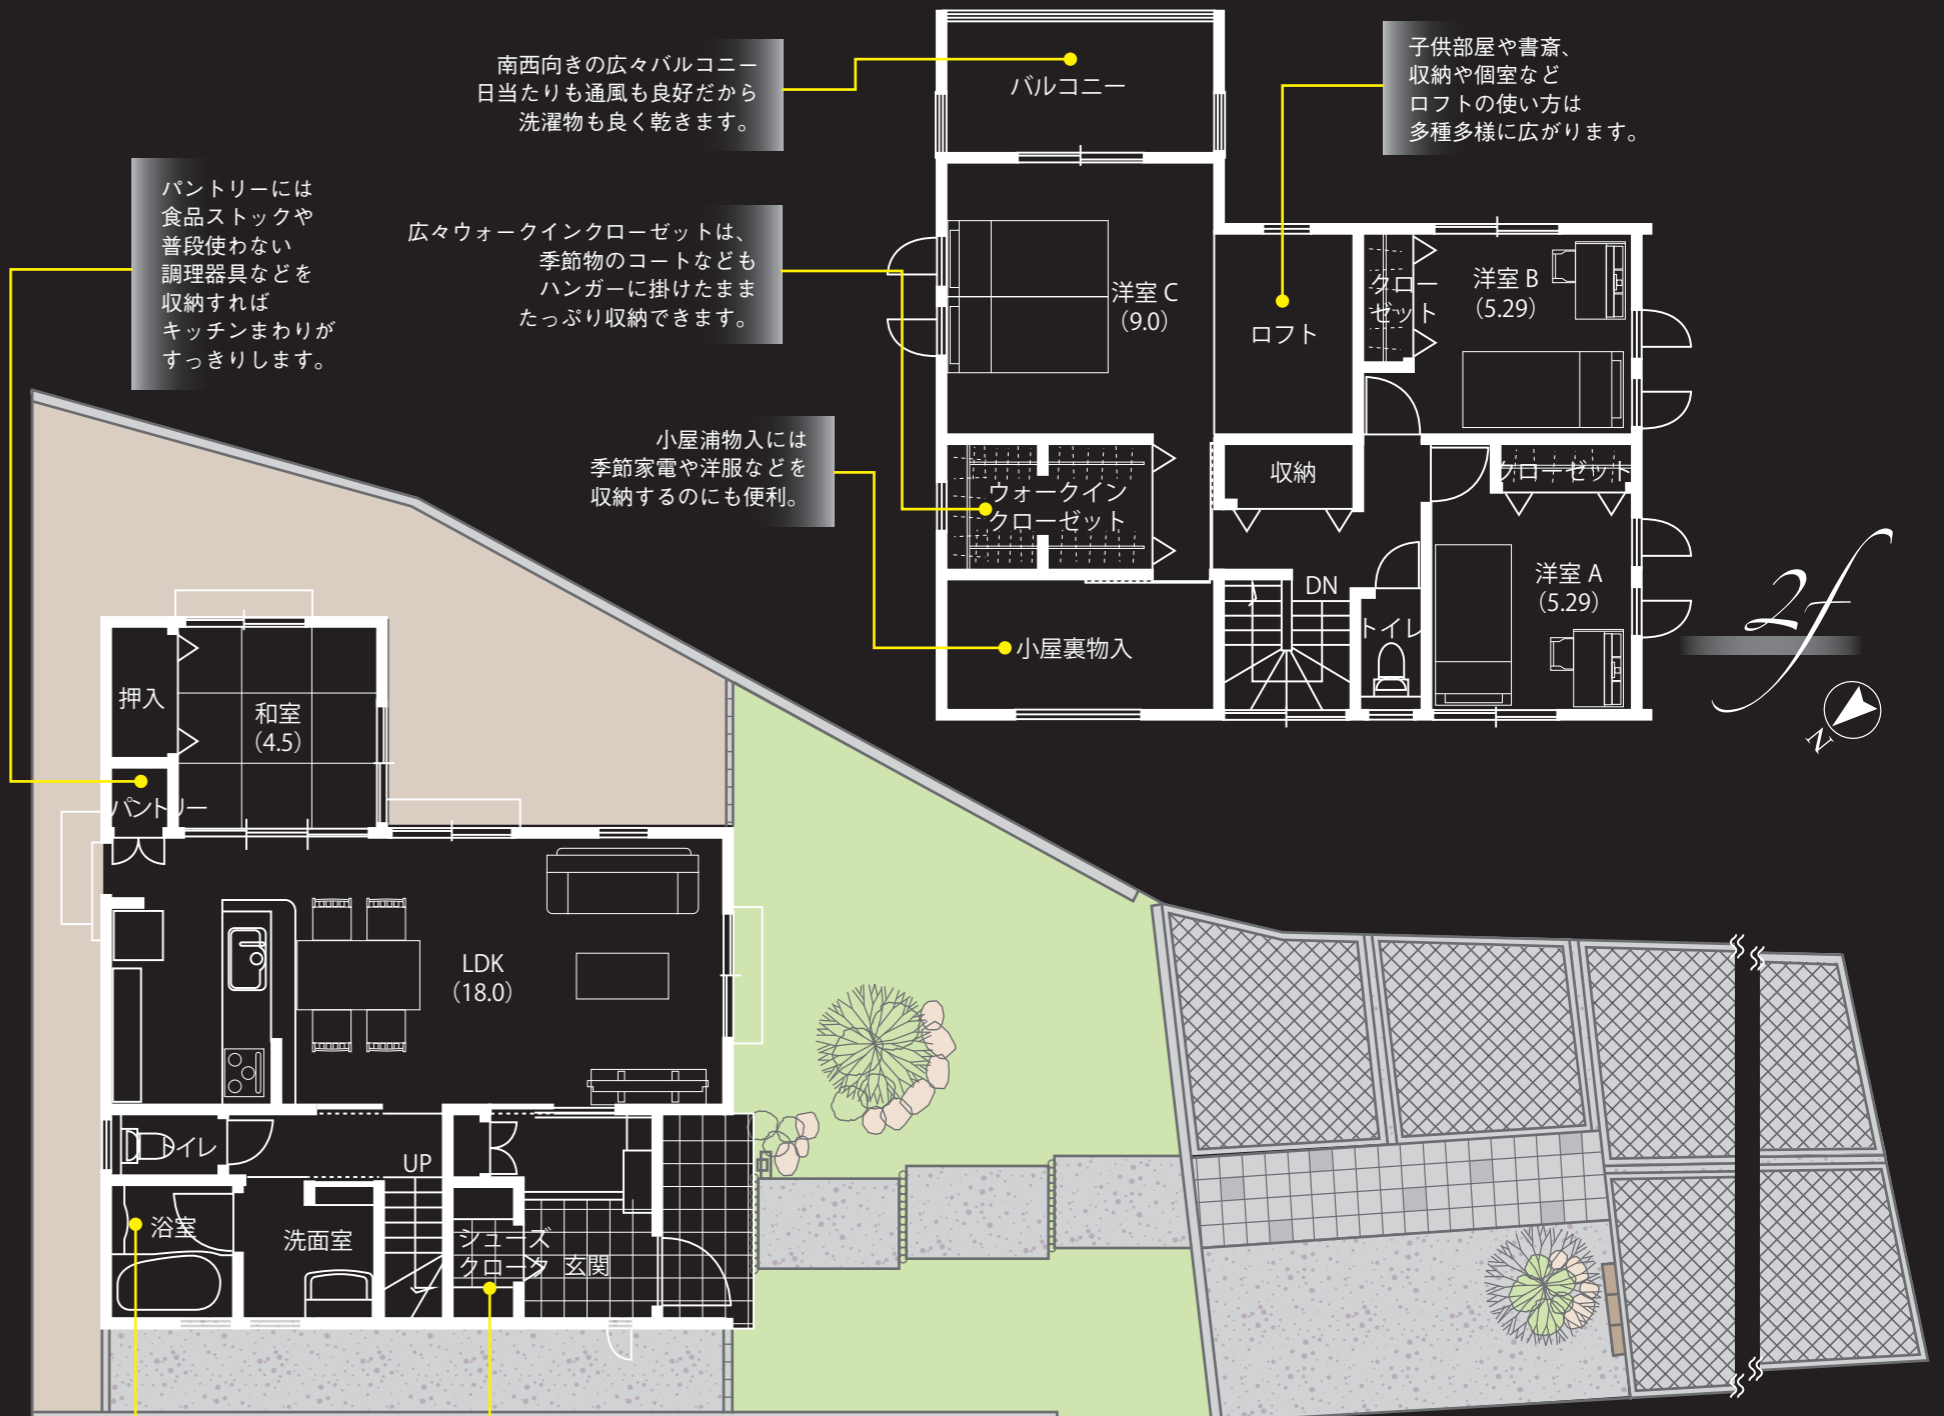 南西向きの広々バルコニー
日当たりも通風も良好だから
洗濯物も良く乾きます。
子供部屋や書斎、
収納や個室など
ロフトの使い方は
多種多様に広がります。
パントリーには
食品ストックや
普段使わない
調理器具などを
収納すれば
キッチンまわりが
すっきりします。
広々ウォークインクローゼットは、
季節物のコートなども
ハンガーに掛けたまま
たっぷり収納できます。
小屋浦物入には
季節家電や洋服などを
収納するのにも便利。
バルコニー
洋室 C
（9.0）
ロフト
クロー
ゼット
洋室 B
（5.29）
ウォークイン
クローゼット
収納
クローゼット
洋室 A
（5.29）
DN
トイレ
小屋裏物入
2f
N
押入
和室
（4.5）
パントリー
LDK
（18.0）
トイレ
UP
浴室
洗面室
シューズ
クローク
玄関